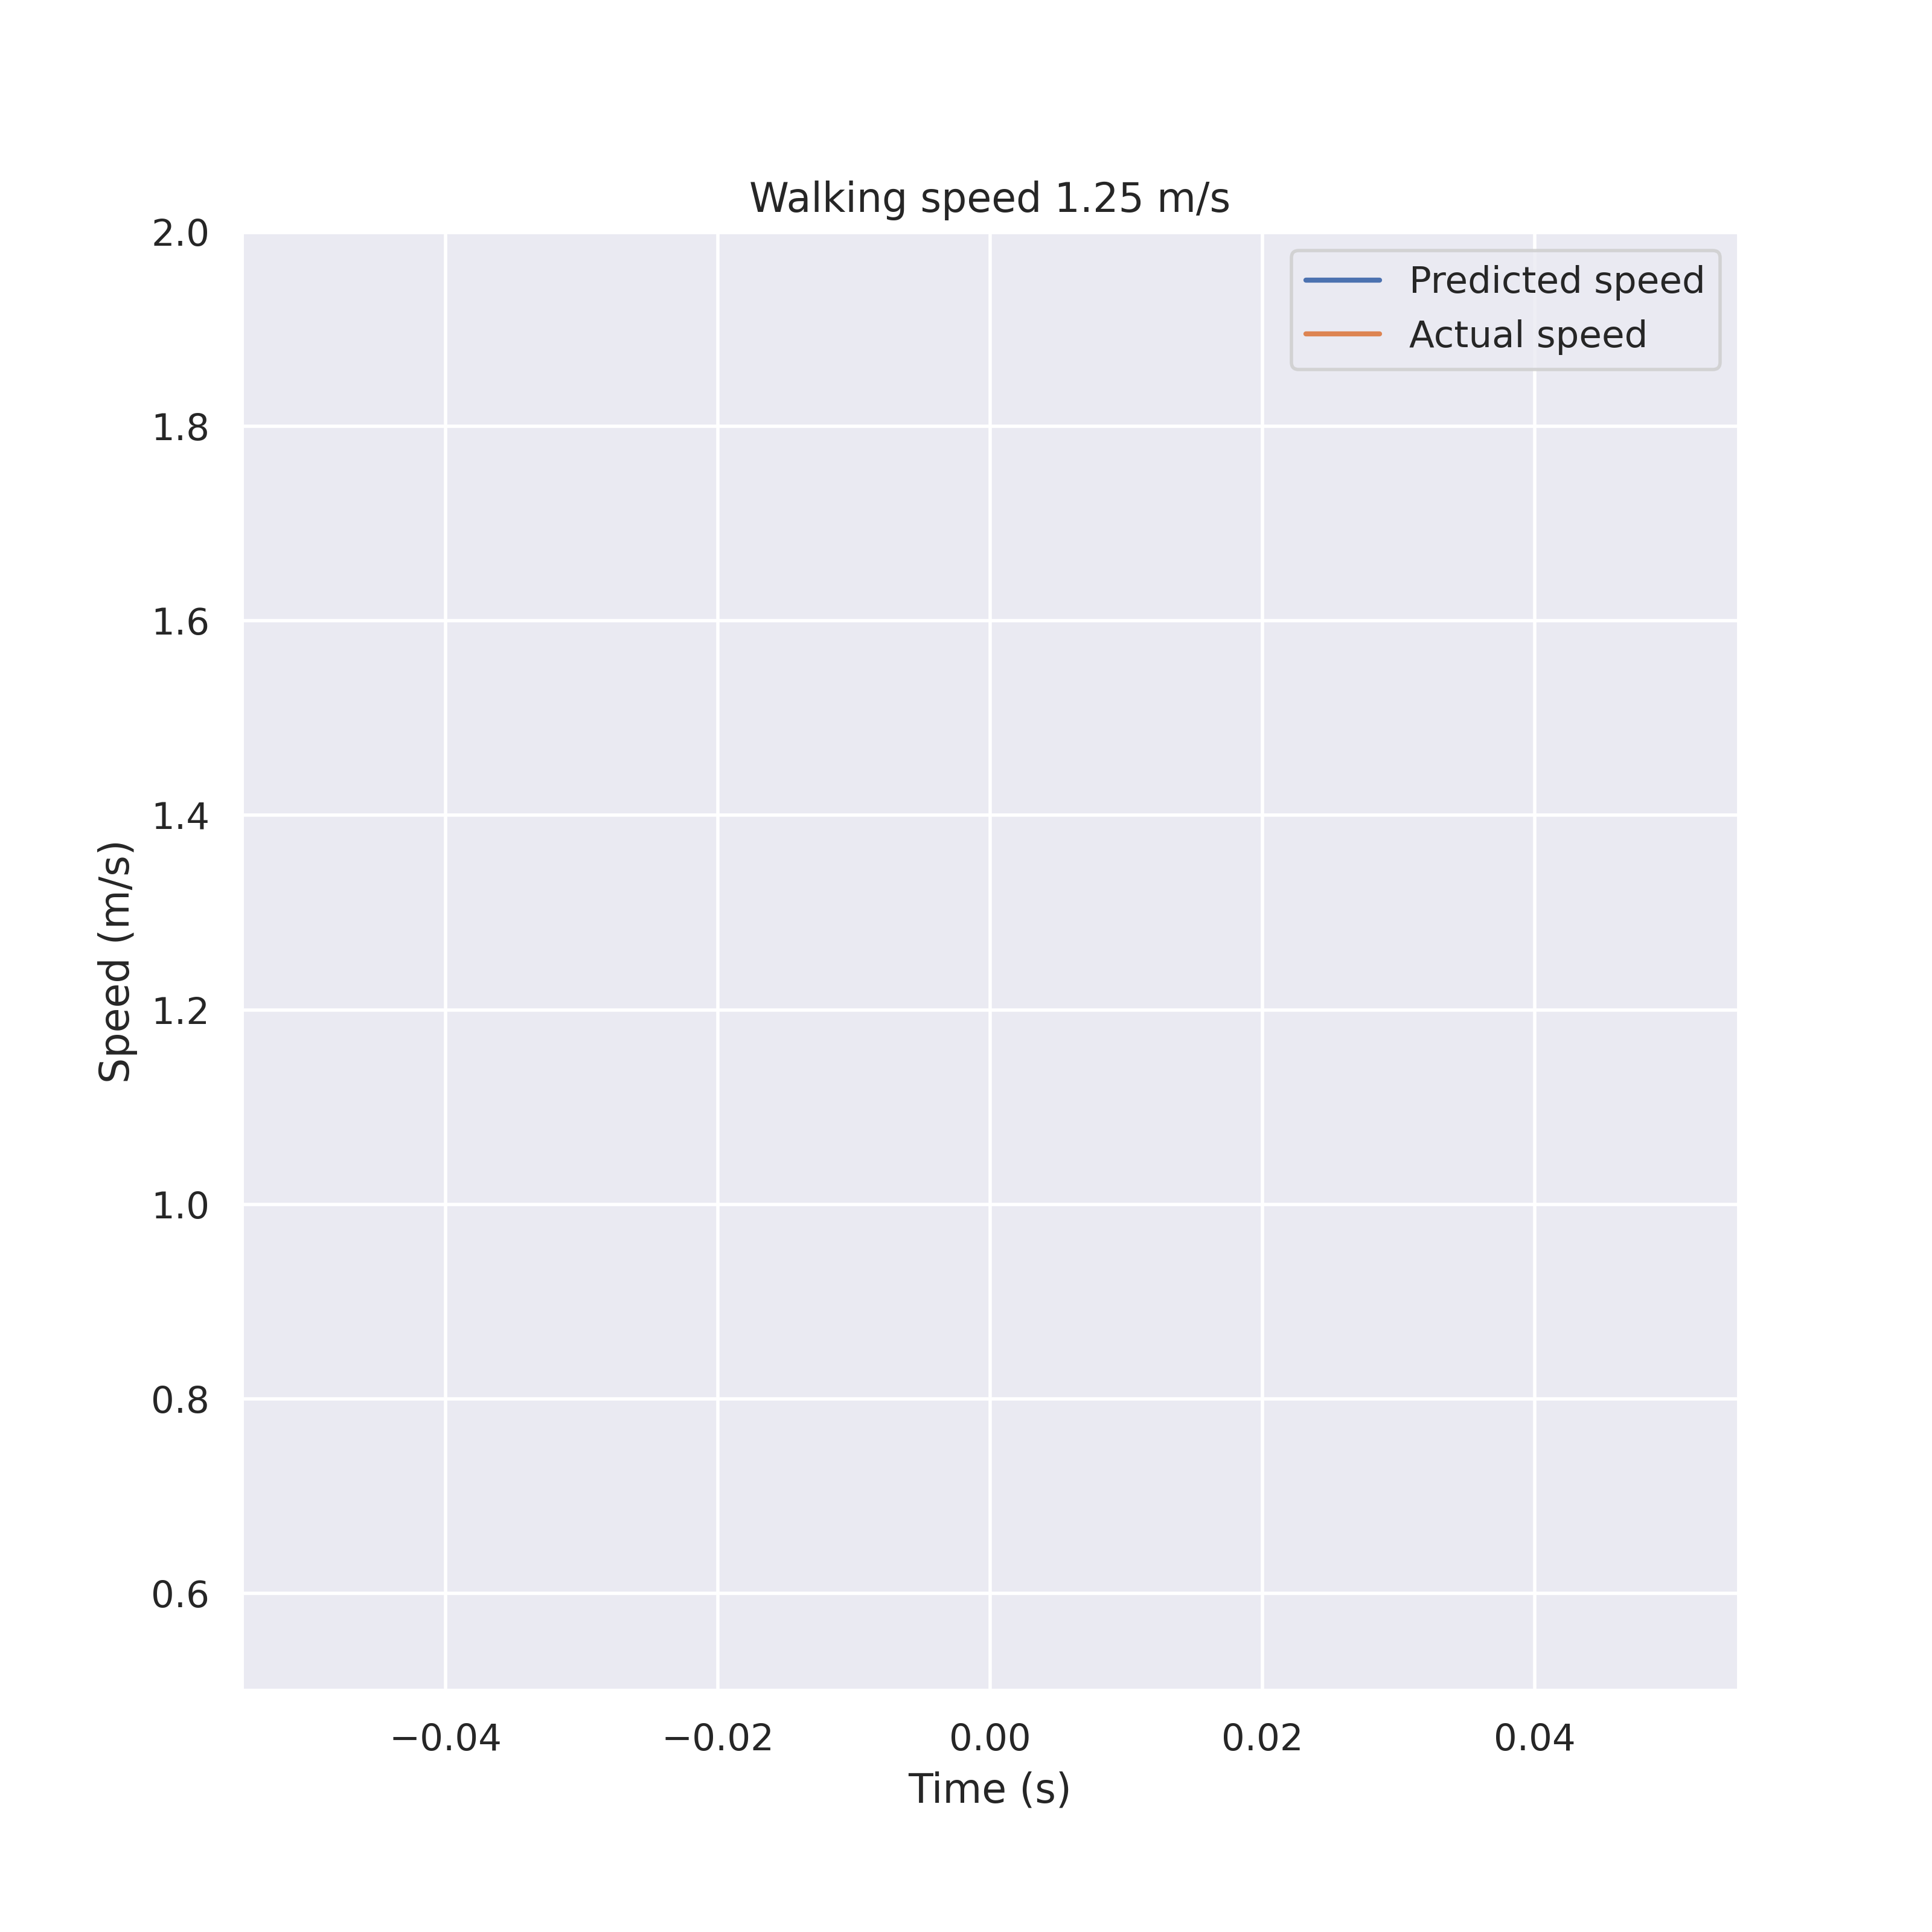 Walking speed 1.25 m/s
Predicted speed
Actual speed
2.0
1.8
1.6
1.4
1.2
1.0
0.8
0.6
Speed (m/s)
−0.04 −0.02 0.00 0.02 0.04
Time (s)